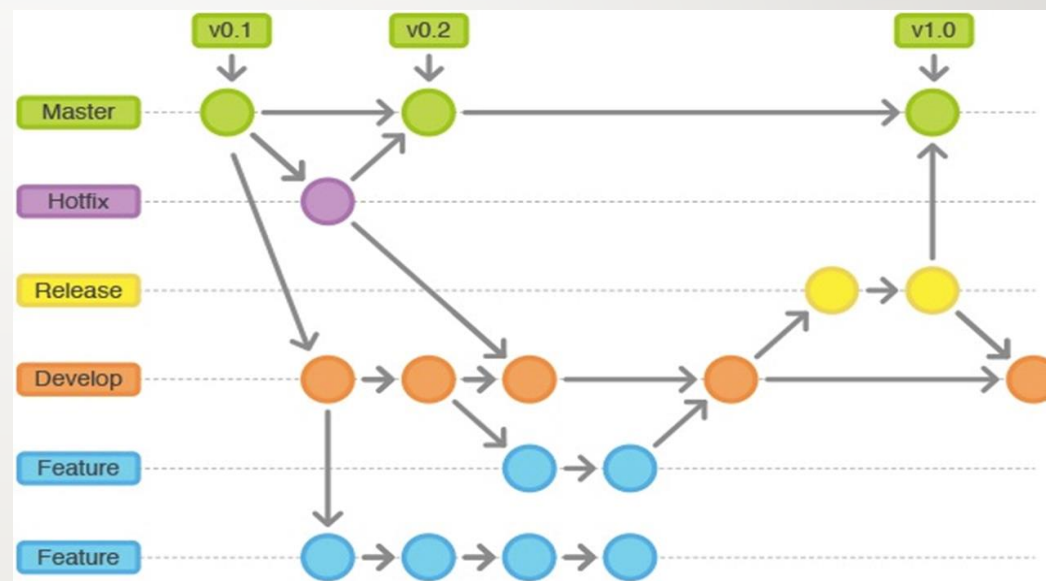 v0.1
v0.2
v1.0
Master
Hotfix
Release
Develop
Feature
Feature